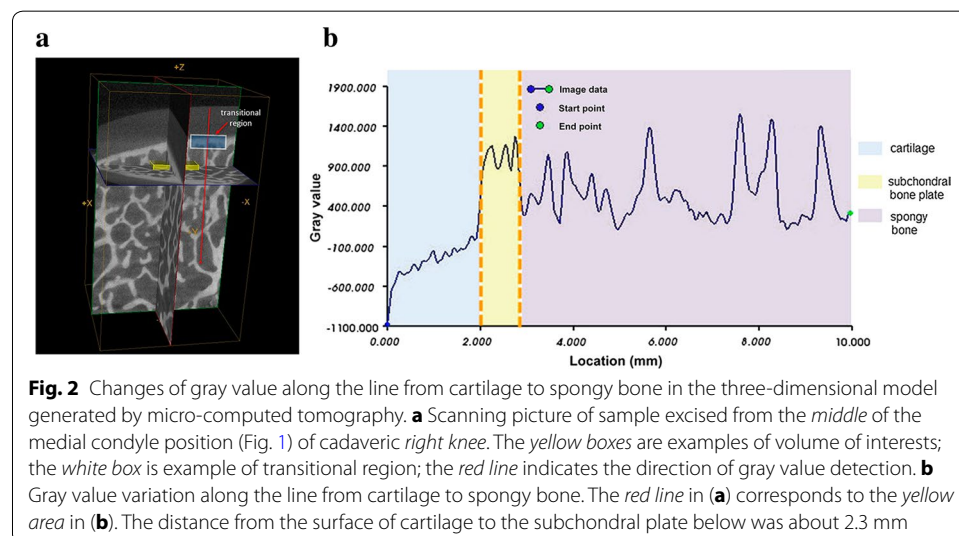 a
b
+Z
transitional
region
+X
-X
Gray value
1900.000
1400.000
900.000
400.000
-100.000
-600.000
-1100.000
0.000 2.000 4.000 6.000 8.000 10.000
Location (mm)
Image data
Start point
End point
cartilage
subchondral
bone plate
spongy
bone
Fig. 2 Changes of gray value along the line from cartilage to spongy bone in the three-dimensional model
generated by micro-computed tomography. a Scanning picture of sample excised from the middle of the
medial condyle position (Fig. 1) of cadaveric right knee. The yellow boxes are examples of volume of interests;
the white box is example of transitional region; the red line indicates the direction of gray value detection. b
Gray value variation along the line from cartilage to spongy bone. The red line in (a) corresponds to the yellow
area in (b). The distance from the surface of cartilage to the subchondral plate below was about 2.3 mm